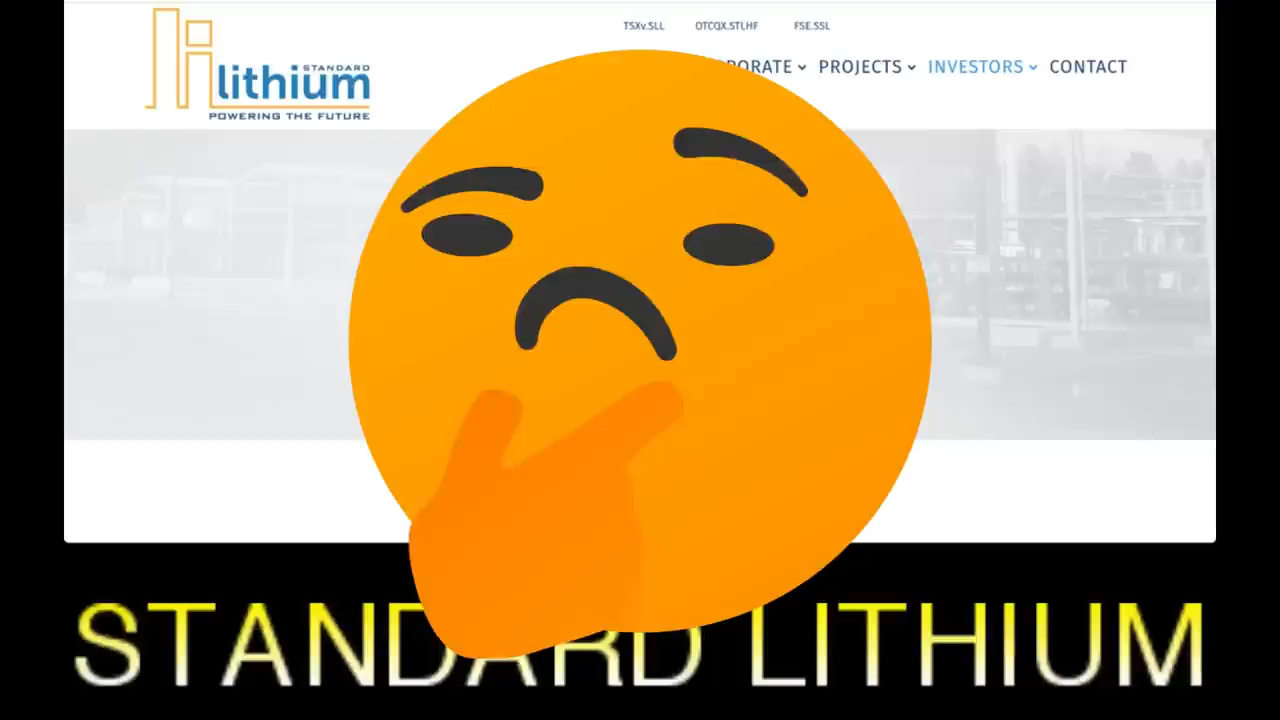 TSXv.SLL OTCQX.STLHF FSE.SSL
PROJECTS INVESTORS CONTACT
STANDARD
lithium
POWERING THE FUTURE
STANDARD LITHIUM